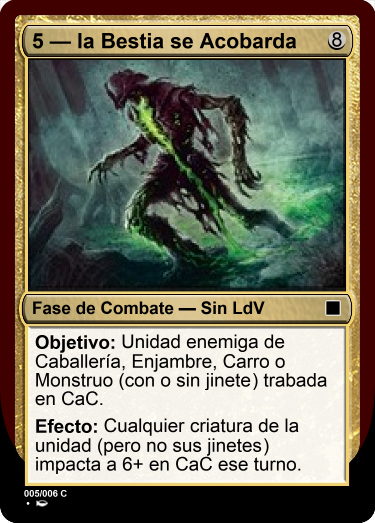 5 — la Bestia se Acobarda 8
Fase de Combate — Sin LdV
Objetivo: Unidad enemiga de
Caballería, Enjambre, Carro o
Monstruo (con o sin jinete) trabada
en CaC.
Efecto: Cualquier criatura de la
unidad (pero no sus jinetes)
impacta a 6+ en CaC ese turno.
005/006 C